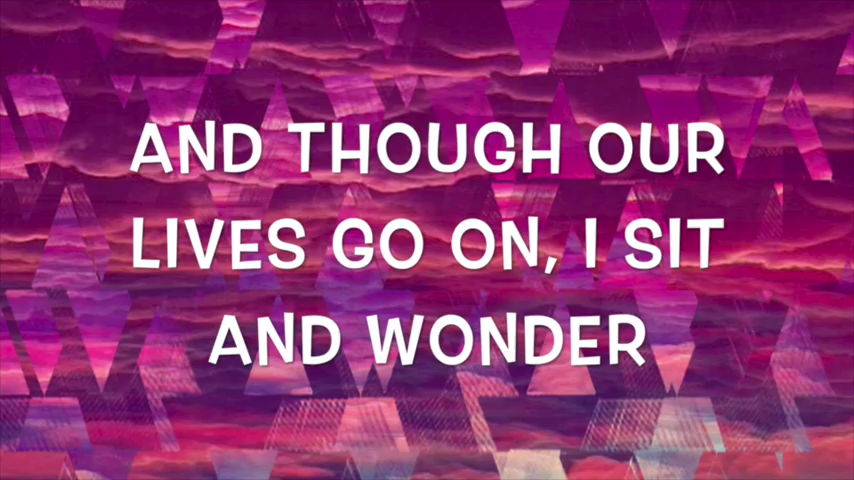 AND THOUGH OUR
LIVES GO ON, I SIT
AND WONDER